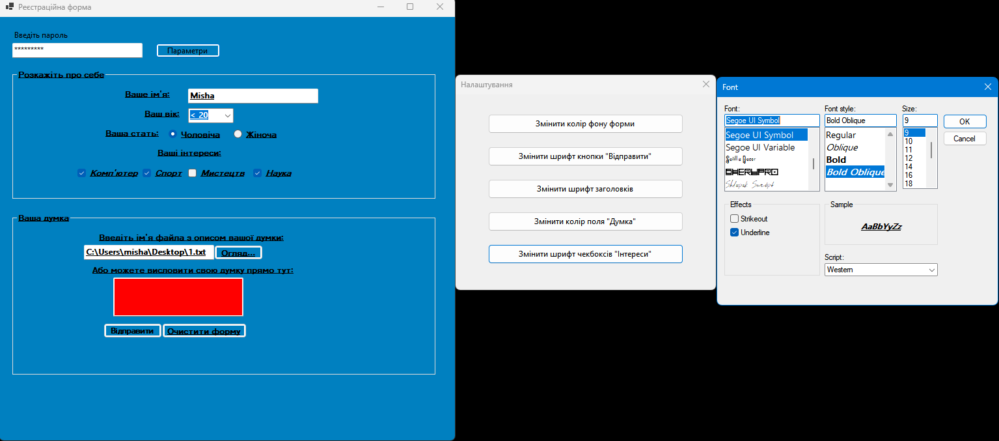 Реєстраційна форма
Введіть пароль
*********
Параметри
Розкажіть про себе
Ваше ім'я:
Misha
Ваш вік:
< 20
Ваша стать:
Чоловіча
Жіноча
Ваші інтереси:
Комп'ютер
Спорт
Мистецтв
Наука
Ваша думка
Введіть ім'я файла з описом вашої думки:
C:\Users\misha\Desktop\1.txt
Огляд...
Або можете висловити свою думку прямо тут:
Відправити
Очистити форму
Налаштування
Змінити колір фону форми
Змінити шрифт кнопки "Відправити"
Змінити шрифт заголовків
Змінити колір поля "Думка"
Змінити шрифт чекбоксів "Інтереси"
Font
Font:
Segoe UI Symbol
Segoe UI Symbol
Segoe UI Variable
Font style:
Bold Oblique
Regular
Oblique
Bold
Bold Oblique
Size:
9
9
10
11
12
14
16
18
OK
Cancel
Effects
Strikeout
Underline
Sample
AaBbYyZz
Script:
Western